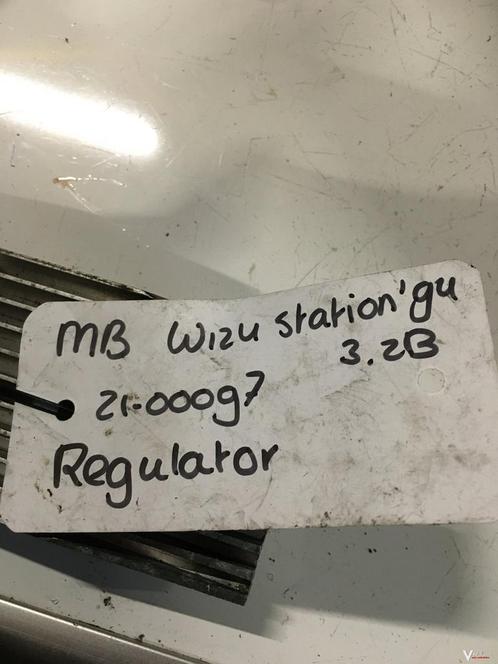 MB W124 station '94
3.2B
21-00097
Regulator